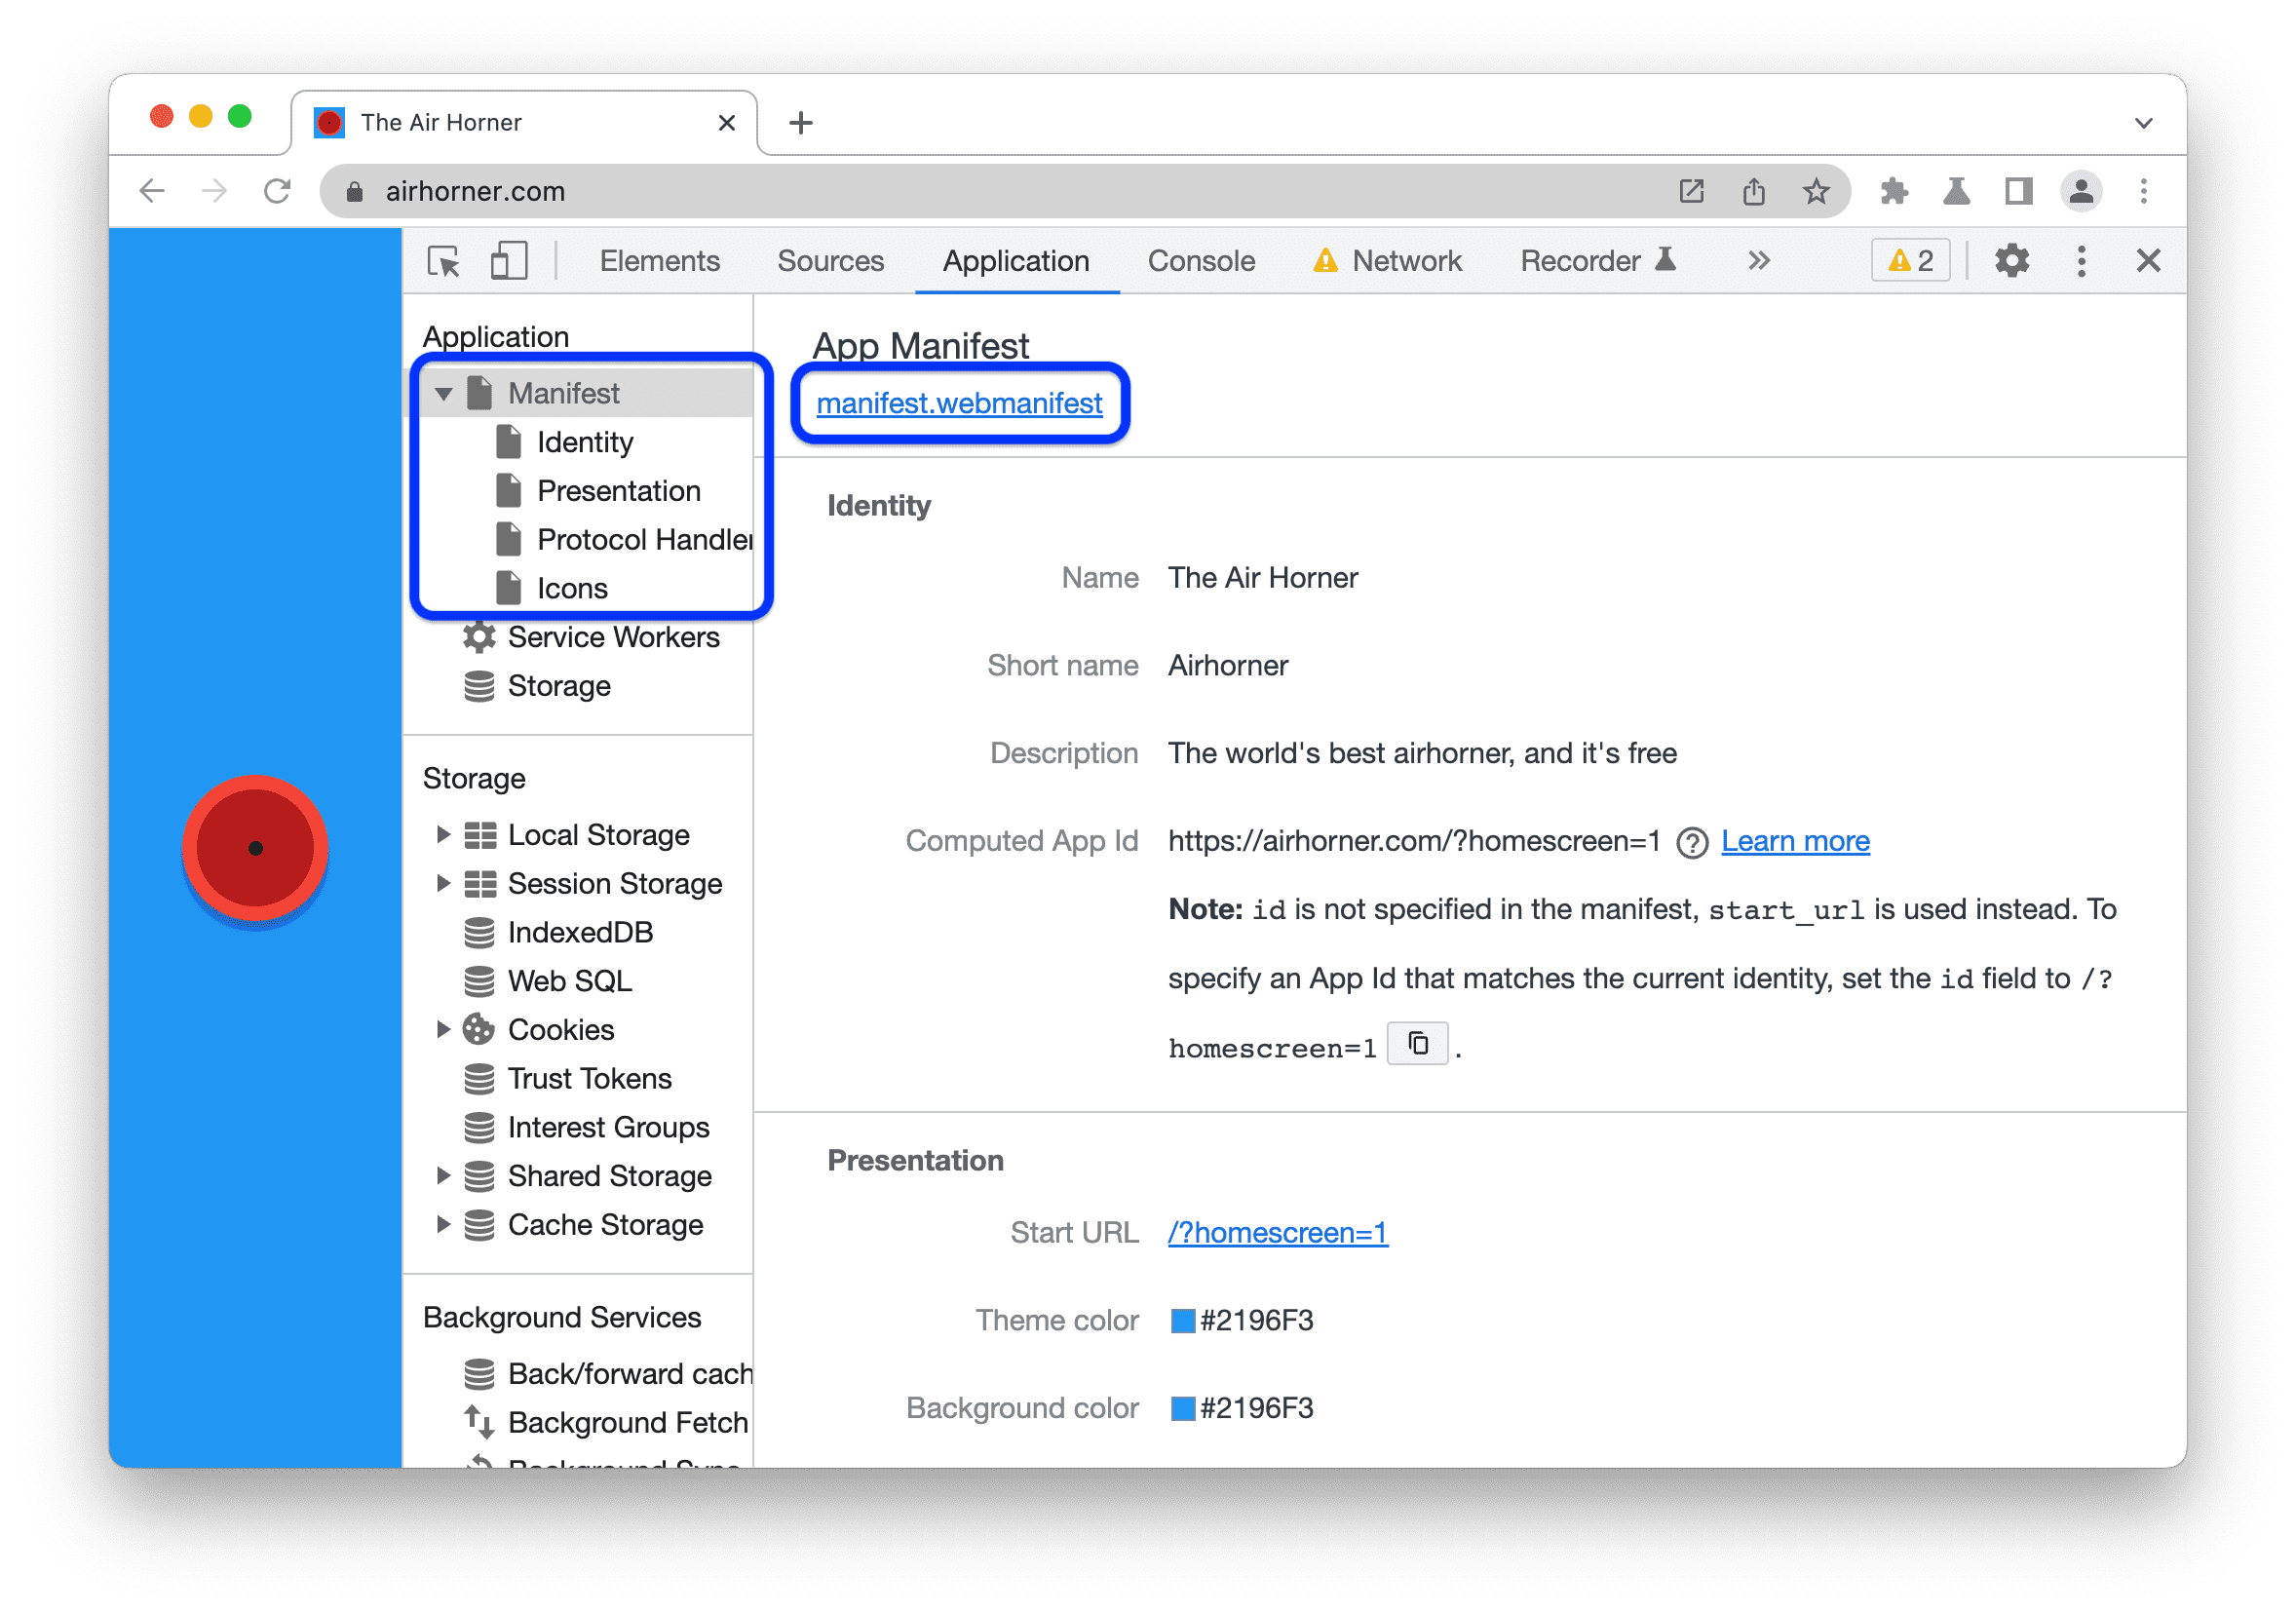 The Air Horner
airhorner.com
Elements Sources Application Console Network Recorder 2
Application
Manifest
Identity
Presentation
Protocol Handler
Icons
Service Workers
Storage
Storage
Local Storage
Session Storage
IndexedDB
Web SQL
Cookies
Trust Tokens
Interest Groups
Shared Storage
Cache Storage
Background Services
Back/forward cach
Background Fetch
Background Sync
App Manifest
manifest.webmanifest
Identity
Name The Air Horner
Short name Airhorner
Description The world's best airhorner, and it's free
Computed App Id https://airhorner.com/?homescreen=1 Learn more
Note: id is not specified in the manifest, start_url is used instead. To
specify an App Id that matches the current identity, set the id field to /?
homescreen=1 .
Presentation
Start URL /?homescreen=1
Theme color #2196F3
Background color #2196F3